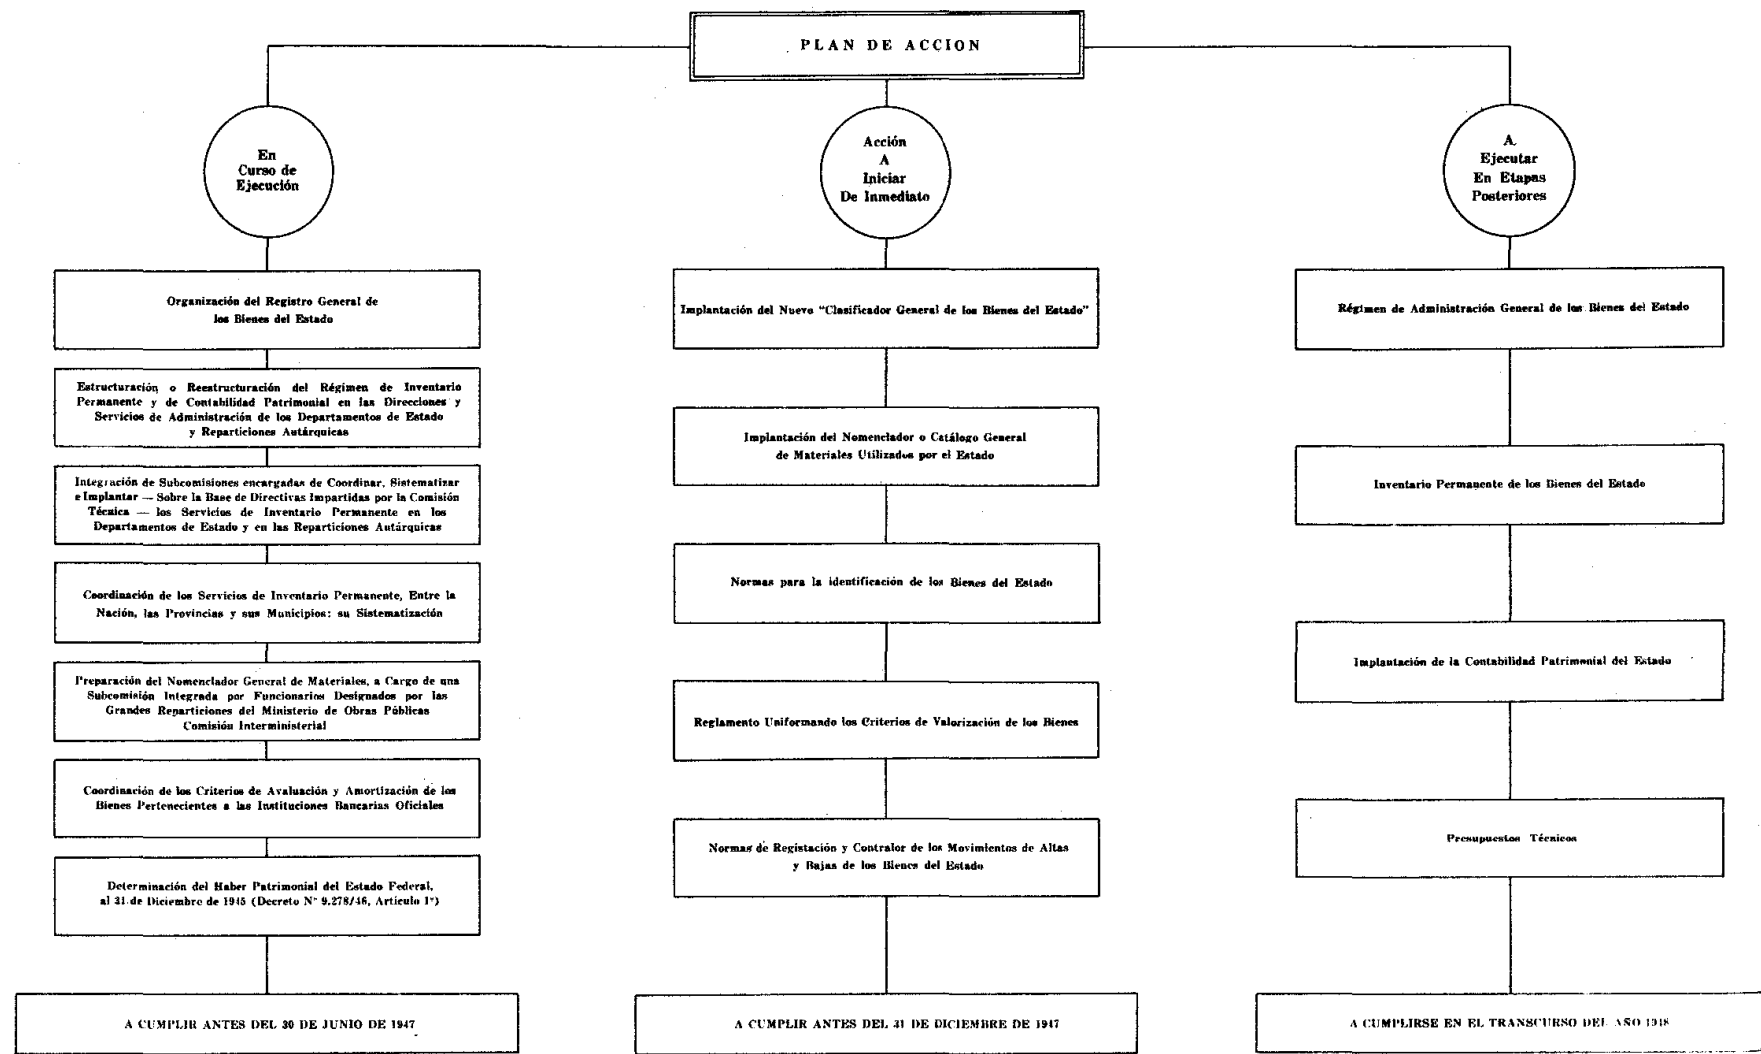 PLAN DE ACCION
En
Curso de
Ejecución
Organización del Registro General de
los Bienes del Estado
Estructuración o Reestructuración del Régimen de Inventario
Permanente y de Contabilidad Patrimonial en las Direcciones y
Servicios de Administración de los Departamentos de Estado
y Reparticiones Autárquicas
Integración de Subcomisiones encargadas de Coordinar, Sistematizar
e Implantar — Sobre la Base de Directivas Impartidas por la Comisión
Técnica — los Servicios de Inventario Permanente en los
Departamentos de Estado y en las Reparticiones Autárquicas
Coordinación de los Servicios de Inventario Permanente, Entre la
Nación, las Provincias y sus Municipios: su Sistematización
Preparación del Nomenclador General de Materiales, a Cargo de una
Subcomisión Integrada por Funcionarios Designados por las
Grandes Reparticiones del Ministerio de Obras Públicas
Comisión Interministerial
Coordinación de los Criterios de Avaluación y Amortización de los
Bienes Pertenecientes a las Instituciones Bancarias Oficiales
Determinación del Haber Patrimonial del Estado Federal,
al 31 de Diciembre de 1945 (Decreto N° 9.278/46, Artículo 1°)
A CUMPLIR ANTES DEL 30 DE JUNIO DE 1947
Acción
A
Iniciar
De Inmediato
Implantación del Nuevo "Clasificador General de los Bienes del Estado"
Implantación del Nomenclador o Catálogo General
de Materiales Utilizados por el Estado
Normas para la identificación de los Bienes del Estado
Reglamento Uniformando los Criterios de Valorización de los Bienes
Normas de Registación y Contralor de los Movimientos de Altas
y Bajas de los Bienes del Estado
A CUMPLIR ANTES DEL 31 DE DICIEMBRE DE 1947
A
Ejecutar
En Etapas
Posteriores
Régimen de Administración General de los Bienes del Estado
Inventario Permanente de los Bienes del Estado
Implantación de la Contabilidad Patrimonial del Estado
Presupuestos Técnicos
A CUMPLIRSE EN EL TRANSCURSO DEL AÑO 1948